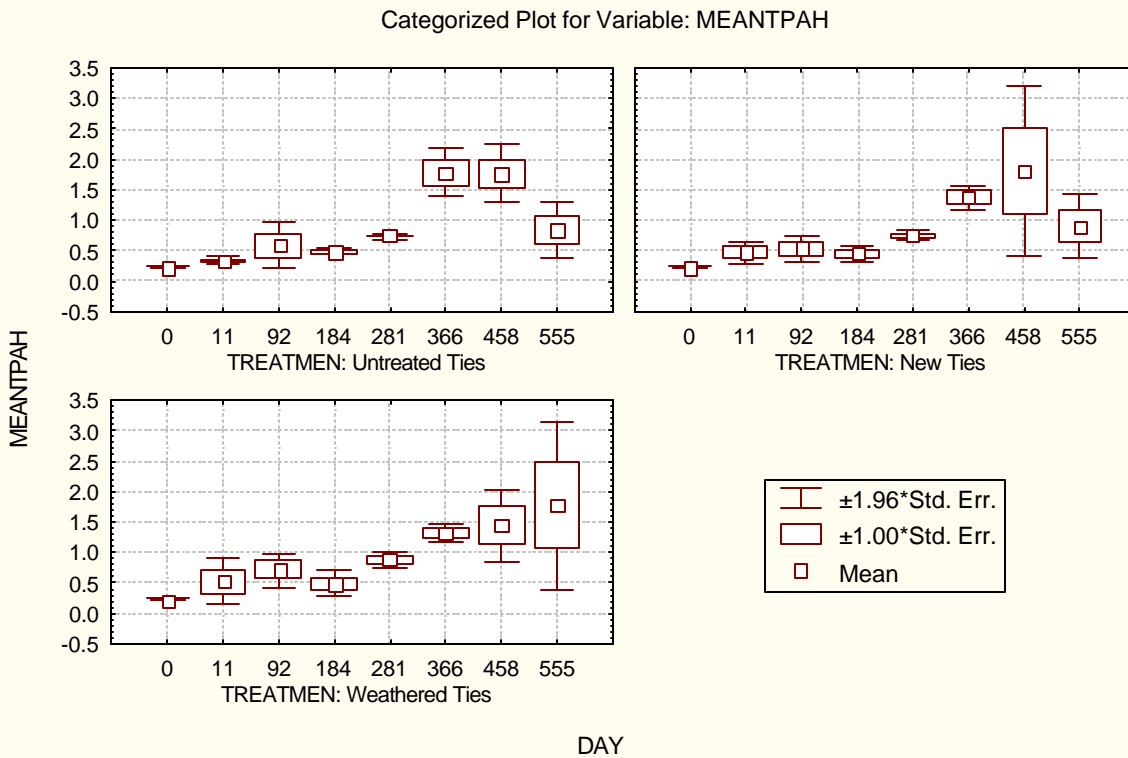 Categorized Plot for Variable: MEANTPAH
MEANTPAH
3.5
3.0
2.5
2.0
1.5
1.0
0.5
0.0
-0.5
0 11 92 184 281 366 458 555
TREATMEN: Untreated Ties
0 11 92 184 281 366 458 555
TREATMEN: New Ties
3.5
3.0
2.5
2.0
1.5
1.0
0.5
0.0
-0.5
0 11 92 184 281 366 458 555
TREATMEN: Weathered Ties
±1.96*Std. Err.
±1.00*Std. Err.
Mean
DAY